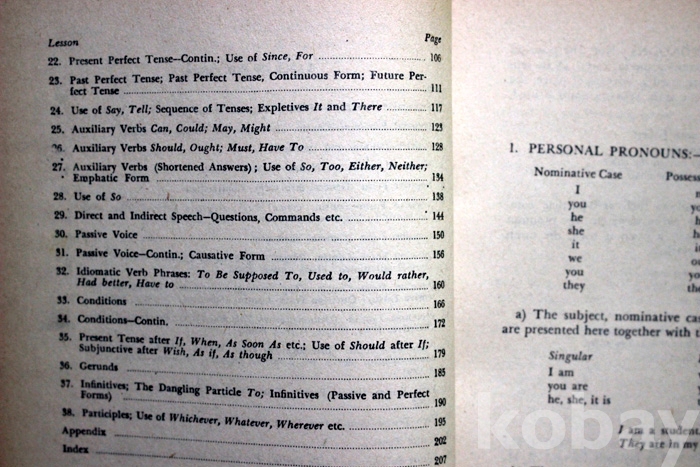 Lesson Page
22. Present Perfect Tense—Contin.; Use of Since, For 106
23. Past Perfect Tense; Past Perfect Tense, Continuous Form; Future Per-
fect Tense 111
24. Use of Say, Tell; Sequence of Tenses; Expletives It and There 117
25. Auxiliary Verbs Can, Could; May, Might 123
26. Auxiliary Verbs Should, Ought; Must, Have To 128
27. Auxiliary Verbs (Shortened Answers); Use of So, Too, Either, Neither;
Emphatic Form 134
28. Use of So 138
29. Direct and Indirect Speech—Questions, Commands etc. 144
30. Passive Voice 150
31. Passive Voice—Contin.; Causative Form 156
32. Idiomatic Verb Phrases: To Be Supposed To, Used to, Would rather,
Had better, Have to 160
33. Conditions 166
34. Conditions—Contin. 172
35. Present Tense after If, When, As Soon As etc.; Use of Should after If;
Subjunctive after Wish, As if, As though 179
36. Gerunds 185
37. Infinitives; The Dangling Particle To; Infinitives (Passive and Perfect
Forms) 190
38. Participles; Use of Whichever, Whatever, Wherever etc. 195
Appendix 202
Index 207
I. PERSONAL PRONOUNS:—
Nominative Case Possess
I
you
he
she
it
we
you
they
a) The subject, nominative cas
are presented here together with t
Singular
I am
you are
he, she, it is
I am a student.
They are in my
kobay